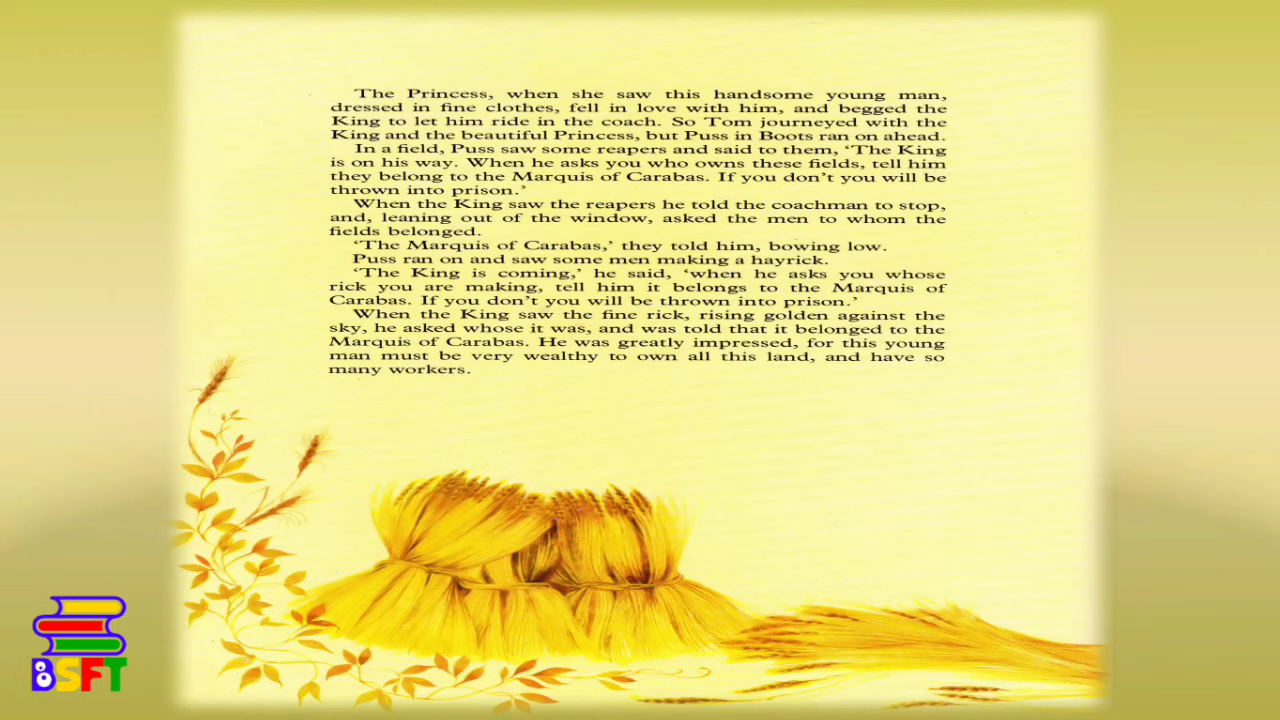 The Princess, when she saw this handsome young man,
dressed in fine clothes, fell in love with him, and begged the
King to let him ride in the coach. So Tom journeyed with the
King and the beautiful Princess, but Puss in Boots ran on ahead.
In a field, Puss saw some reapers and said to them, ‘The King
is on his way. When he asks you who owns these fields, tell him
they belong to the Marquis of Carabas. If you don’t you will be
thrown into prison.’
When the King saw the reapers he told the coachman to stop,
and, leaning out of the window, asked the men to whom the
fields belonged.
‘The Marquis of Carabas,’ they told him, bowing low.
Puss ran on and saw some men making a hayrick.
‘The King is coming,’ he said, ‘when he asks you whose
rick you are making, tell him it belongs to the Marquis of
Carabas. If you don’t you will be thrown into prison.’
When the King saw the fine rick, rising golden against the
sky, he asked whose it was, and was told that it belonged to the
Marquis of Carabas. He was greatly impressed, for this young
man must be very wealthy to own all this land, and have so
many workers.
BSFT